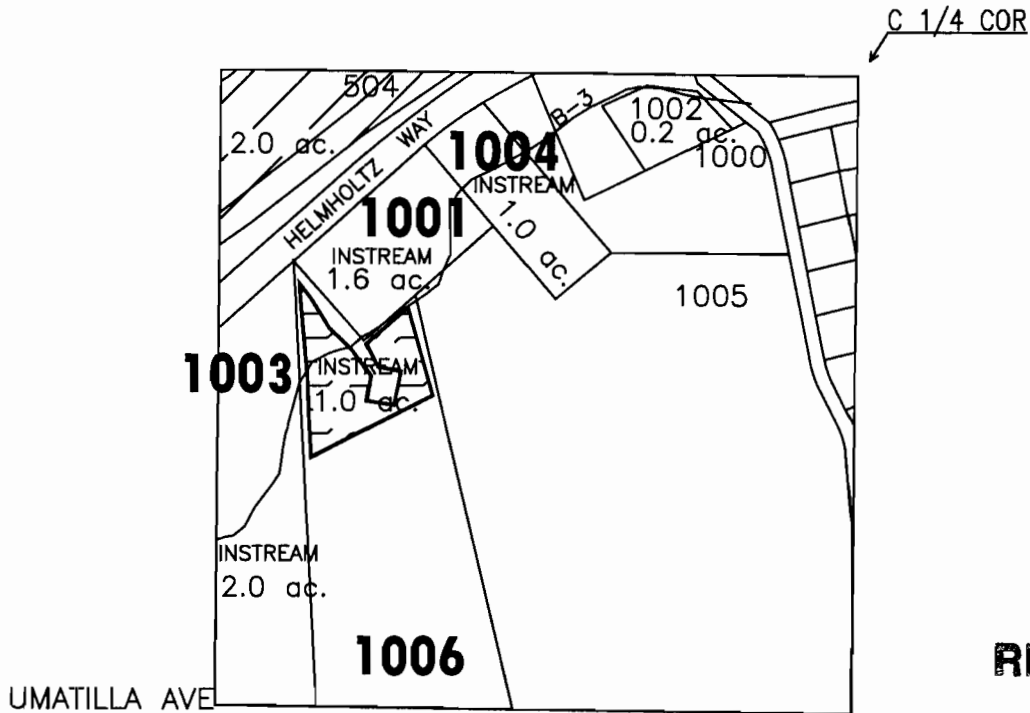 C 1/4 COR
504
2.0 ac.
HELMHOLTZ WAY
B-3
1002
0.2 ac.
1000
1004
INSTREAM
1.0 ac.
1001
INSTREAM
1.6 ac.
1005
1003
INSTREAM
1.0 ac.
INSTREAM
2.0 ac.
1006
UMATILLA AVE